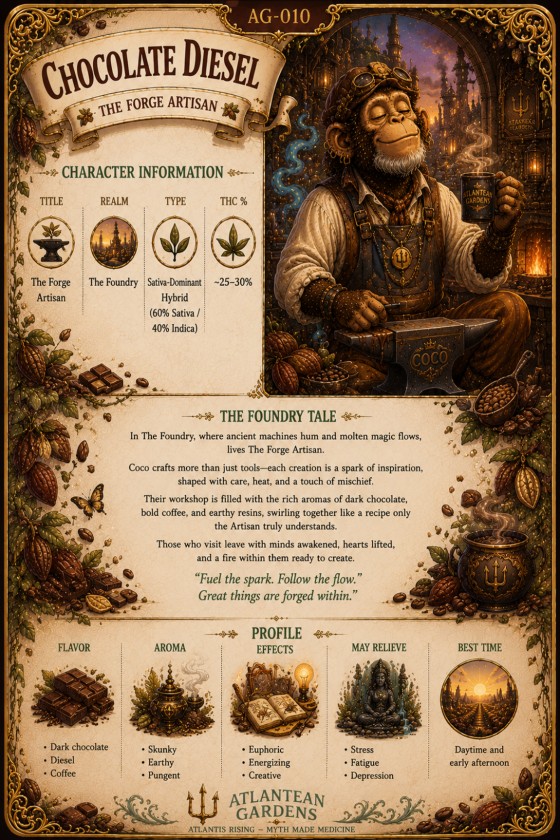 AG-010
CHOCOLATE DIESEL
THE FORGE ARTISAN
CHARACTER INFORMATION
TITLE
The Forge
Artisan
REALM
The Foundry
TYPE
Sativa-Dominant
Hybrid
(60% Sativa /
40% Indica)
THC %
~25–30%
ATLANTEAN
GARDENS
COCO
THE FOUNDRY TALE
In The Foundry, where ancient machines hum and molten magic flows,
lives The Forge Artisan.
Coco crafts more than just tools—each creation is a spark of inspiration,
shaped with care, heat, and a touch of mischief.
Their workshop is filled with the rich aromas of dark chocolate,
bold coffee, and earthy resins, swirling together like a recipe only
the Artisan truly understands.
Those who visit leave with minds awakened, hearts lifted,
and a fire within them ready to create.
“Fuel the spark. Follow the flow.”
Great things are forged within.”
PROFILE
FLAVOR
• Dark chocolate
• Diesel
• Coffee
AROMA
• Skunky
• Earthy
• Pungent
EFFECTS
• Euphoric
• Energizing
• Creative
MAY RELIEVE
• Stress
• Fatigue
• Depression
BEST TIME
Daytime and
early afternoon
ATLANTEAN
GARDENS
ATLANTIS RISING – MYTH MADE MEDICINE